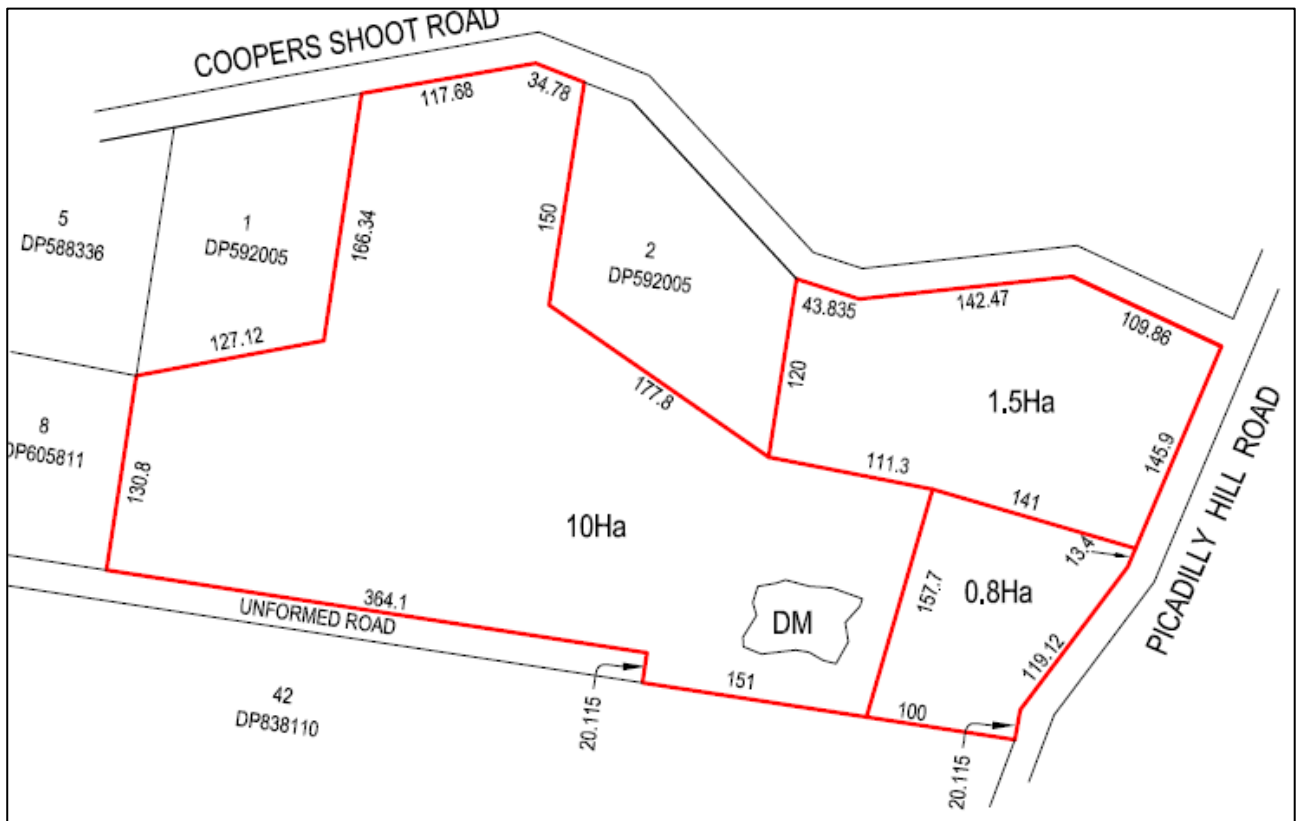 COOPERS SHOOT ROAD
117.68
34.78
5
DP588336
1
DP592005
166.34
150
2
DP592005
43.835
142.47
109.86
127.12
120
177.8
1.5Ha
145.9
PICADILLY HILL ROAD
8
DP605811
130.8
111.3
141
10Ha
13.4
0.8Ha
157.7
DM
119.12
364.1
UNFORMED ROAD
151
100
20.115
20.115
42
DP838110